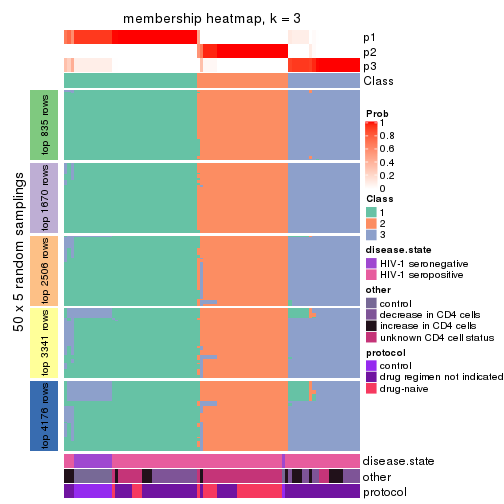 membership heatmap, k = 3
p1
p2
p3
Class
50 x 5 random samplings
top 835 rows
top 1670 rows
top 2506 rows
top 3341 rows
top 4176 rows
disease.state
other
protocol
Prob
1
0.8
0.6
0.4
0.2
0
Class
1
2
3
disease.state
HIV-1 seronegative
HIV-1 seropositive
other
control
decrease in CD4 cells
increase in CD4 cells
unknown CD4 cell status
protocol
control
drug regimen not indicated
drug-naive